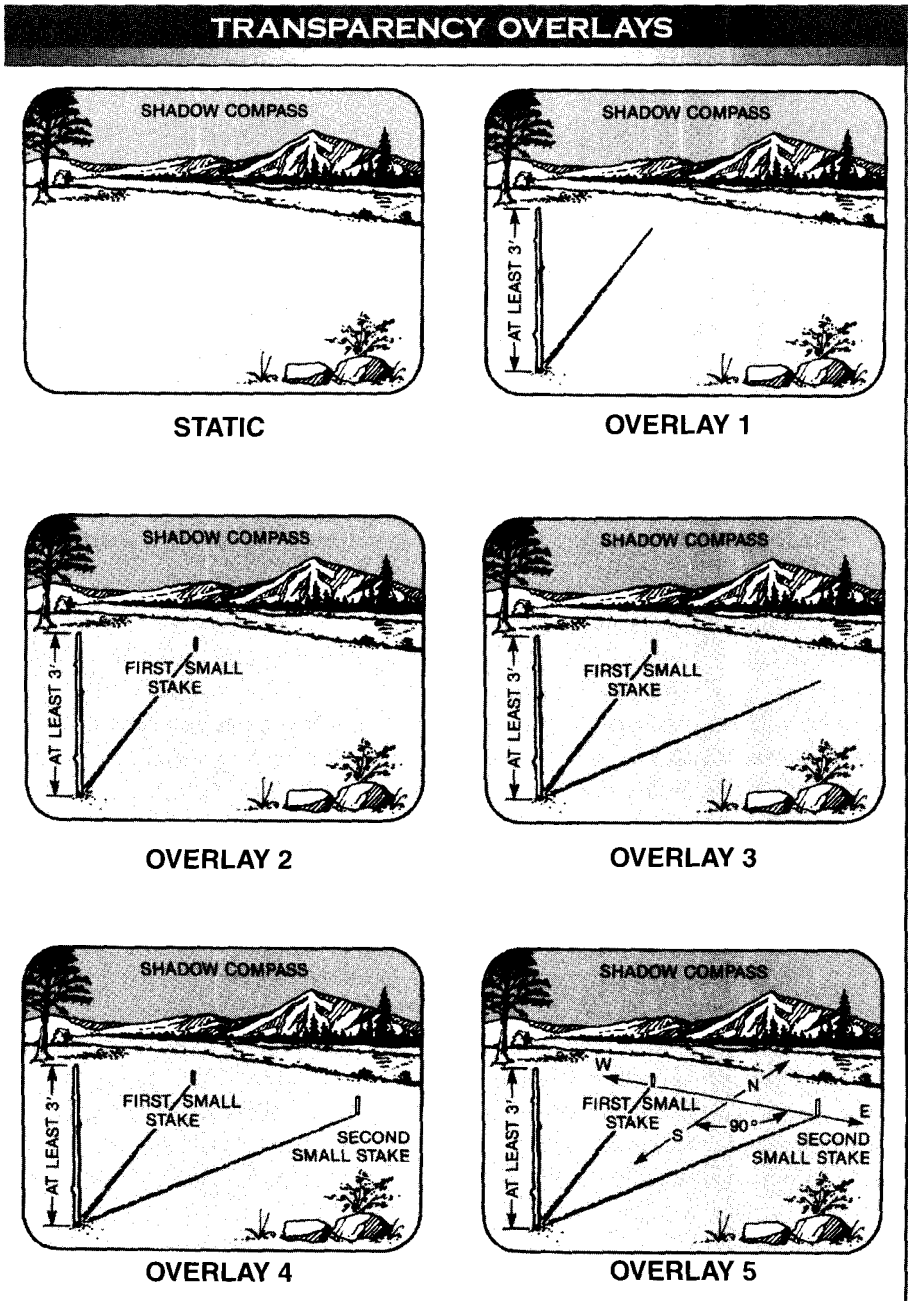 TRANSPARENCY OVERLAYS
SHADOW COMPASS
STATIC
SHADOW COMPASS
AT LEAST 3'
OVERLAY 1
SHADOW COMPASS
AT LEAST 3'
FIRST SMALL
STAKE
OVERLAY 2
SHADOW COMPASS
AT LEAST 3'
FIRST SMALL
STAKE
OVERLAY 3
SHADOW COMPASS
AT LEAST 3'
FIRST SMALL
STAKE
SECOND
SMALL STAKE
OVERLAY 4
SHADOW COMPASS
AT LEAST 3'
W
N
FIRST SMALL
STAKE
S
90°
E
SECOND
SMALL STAKE
OVERLAY 5